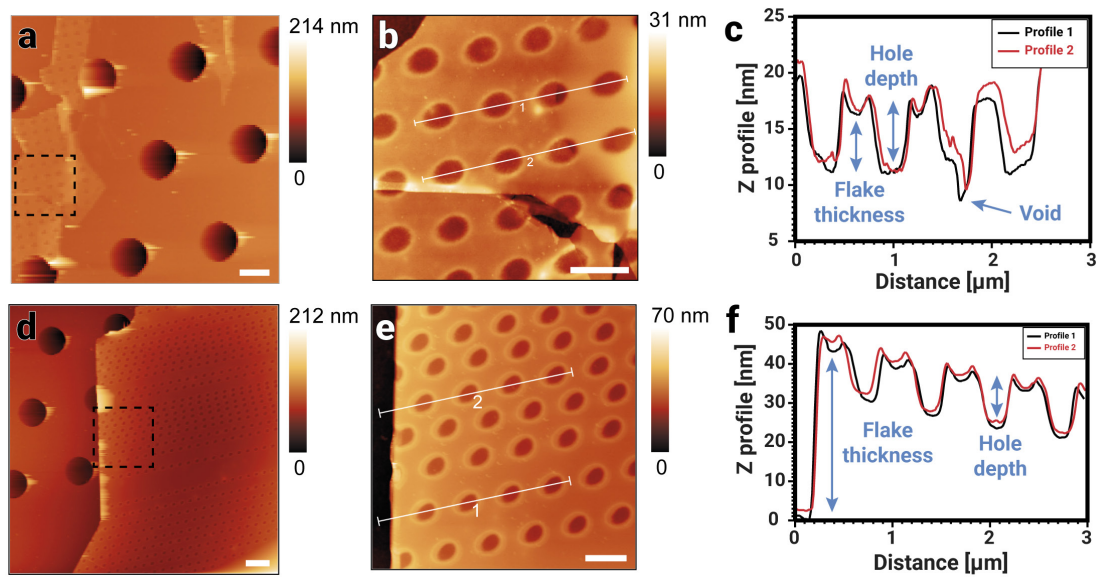 a
214 nm
0
b
1
2
31 nm
0
c
25
20
15
10
5
Z profile [nm]
Profile 1
Profile 2
Hole
depth
Flake
thickness
Void
0
1
2
3
Distance [µm]
d
212 nm
0
e
2
1
70 nm
0
f
50
40
30
20
10
0
Z profile [nm]
Profile 1
Profile 2
Flake
thickness
Hole
depth
0
1
2
3
Distance [µm]